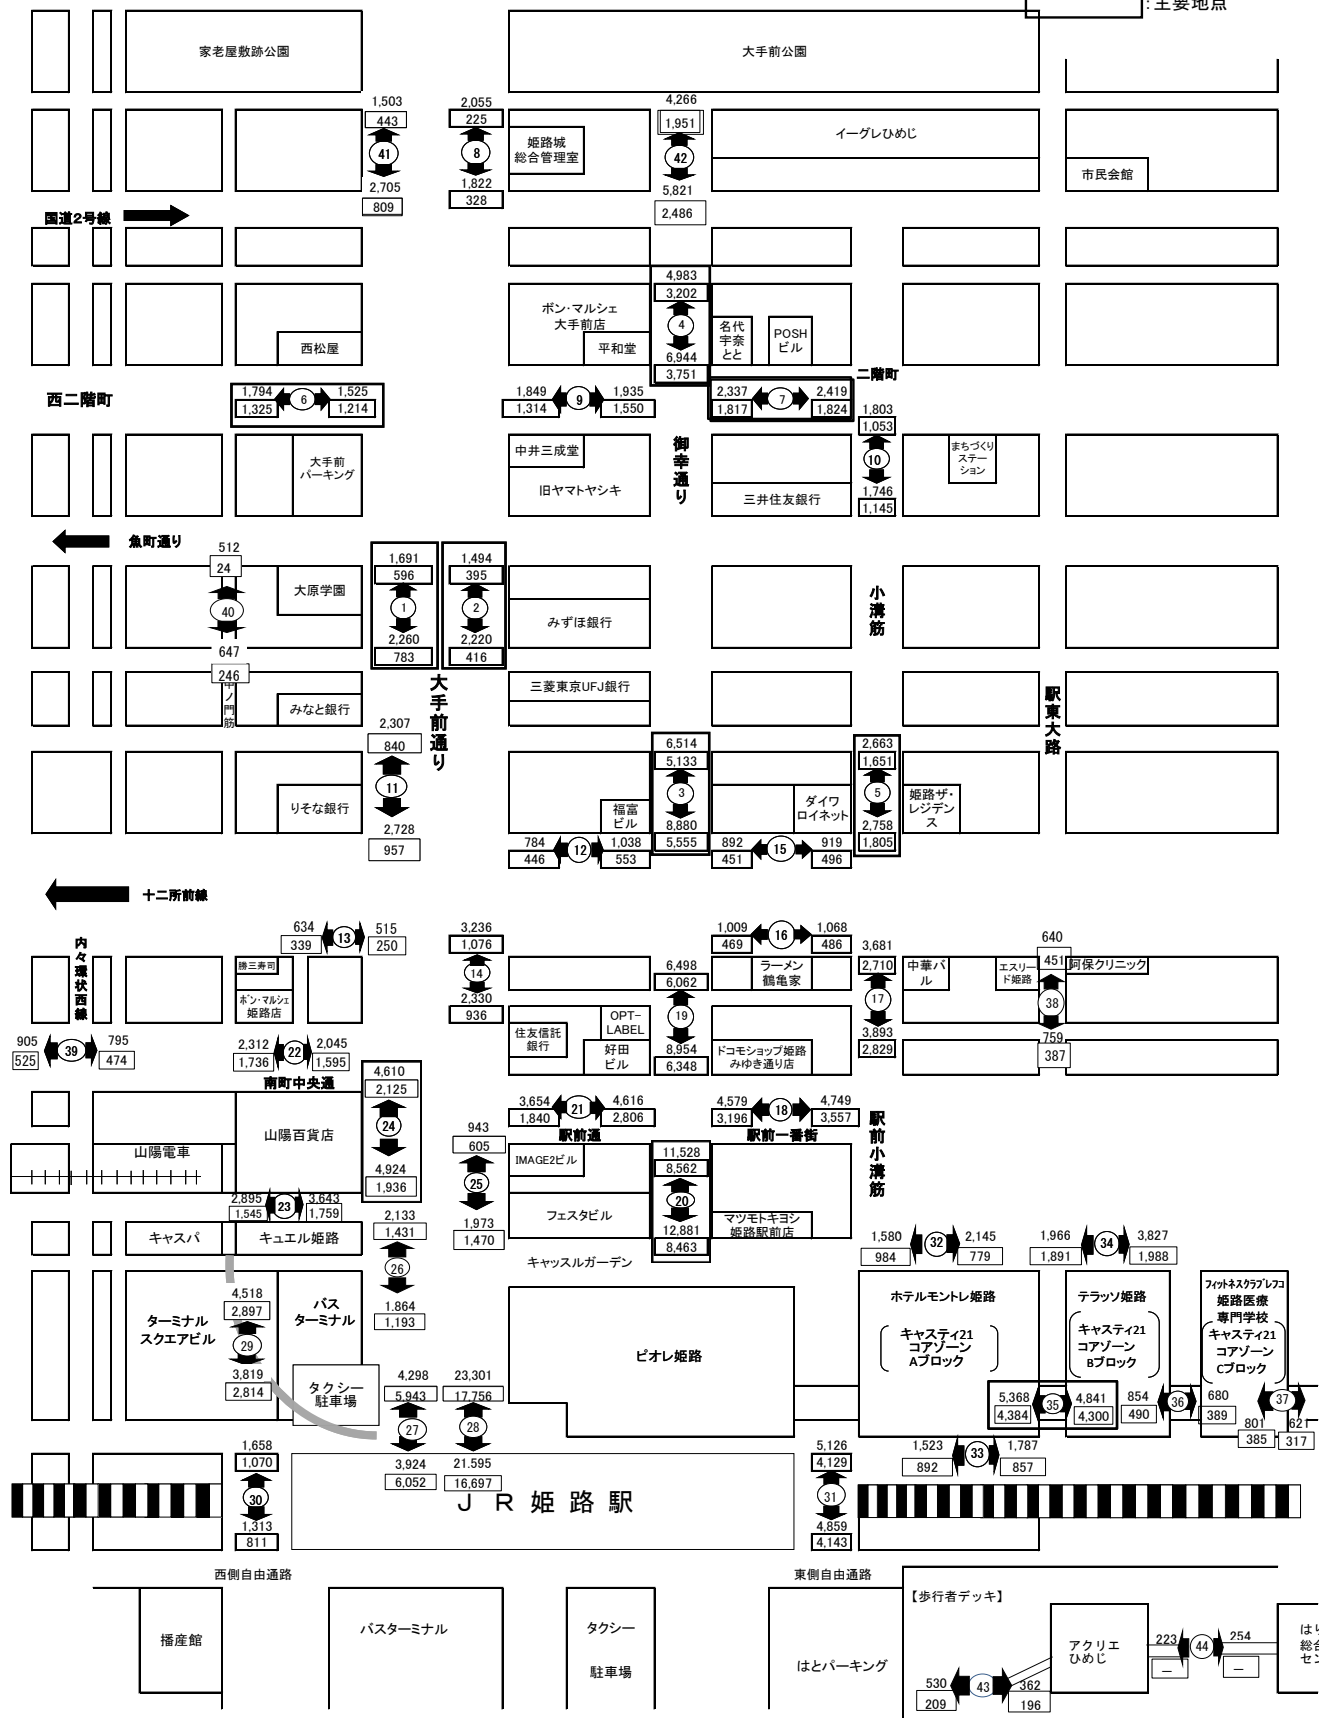 ：主要地点
家老屋敷跡公園
大手前公園
1,503
443
41
2,705
809
2,055
225
8
1,822
328
姫路城
総合管理室
4,266
1,951
42
5,821
2,486
イーグレひめじ
市民会館
国道2号線
4,983
3,202
4
6,944
3,751
ボン・マルシェ
大手前店
平和堂
名代
宇奈
とと
POSH
ビル
西松屋
西二階町
1,794
1,325
6
1,525
1,214
1,849
1,314
9
1,935
1,550
二階町
2,337
1,817
7
2,419
1,824
1,803
1,053
10
1,746
1,145
大手前
パーキング
中井三成堂
旧ヤマトヤシキ
御幸通り
三井住友銀行
まちづくり
ステー
ション
魚町通り
512
24
40
647
246
中ノ門筋
大原学園
1,691
596
1
2,260
783
1,494
395
2
2,220
416
みずほ銀行
小溝筋
三菱東京UFJ銀行
みなと銀行
大手前通り
駅東大路
2,307
840
11
2,728
957
りそな銀行
福富
ビル
6,514
5,133
3
8,880
5,555
ダイワ
ロイネット
2,663
1,651
5
2,758
1,805
姫路ザ・
レジデン
ス
784
446
12
1,038
553
892
451
15
919
496
十二所前線
内々環状西線
634
339
13
515
250
3,236
1,076
14
2,330
936
1,009
469
16
1,068
486
勝三寿司
ボン・マルシェ
姫路店
6,498
6,062
19
8,954
6,348
ラーメン
鶴亀家
3,681
2,710
17
3,893
2,829
中華バ
ル
エスリー
ド姫路
640
451
38
759
387
阿保クリニック
住友信託
銀行
OPT-
LABEL
好田
ビル
ドコモショップ姫路
みゆき通り店
905
525
39
795
474
2,312
1,736
22
2,045
1,595
南町中央通
4,610
2,125
24
4,924
1,936
山陽百貨店
山陽電車
3,654
1,840
21
4,616
2,806
駅前通
4,579
3,196
18
4,749
3,557
駅前一番街
駅前小溝筋
943
605
25
1,973
1,470
IMAGE2ビル
フェスタビル
キャッスルガーデン
11,528
8,562
20
12,881
8,463
マツモトキヨシ
姫路駅前店
2,895
1,545
23
3,643
1,759
キャスパ
キュエル姫路
2,133
1,431
26
1.864
1,193
1,580
984
32
2,145
779
1,966
1,891
34
3,827
1,988
ターミナル
スクエアビル
4,518
2,897
29
3,819
2,814
バス
ターミナル
タクシー
駐車場
ピオレ姫路
ホテルモントレ姫路
キャスティ21
コアゾーン
Aブロック
テラッソ姫路
キャスティ21
コアゾーン
Bブロック
フィットネスクラブレフコ
姫路医療
専門学校
キャスティ21
コアゾーン
Cブロック
4,298
5,943
27
3,924
6,052
23,301
17,756
28
21.595
16,697
5,368
4,384
35
4,841
4,300
854
490
36
680
389
37
801
385
621
317
1,658
1,070
30
1,313
811
5,126
4,129
31
4,859
4,143
1,523
892
33
1,787
857
ＪＲ姫路駅
西側自由通路
東側自由通路
【歩行者デッキ】
播産館
バスターミナル
タクシー
駐車場
はとパーキング
アクリエ
ひめじ
530
209
43
362
196
223
―
44
254
―
総合
セン